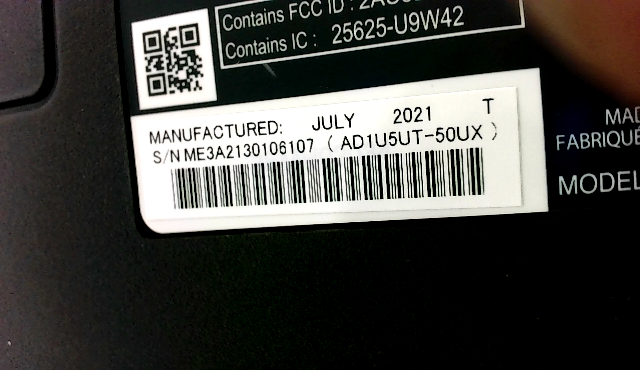 Contains FCC ID :
Contains IC : 25625-U9W42
MANUFACTURED: JULY 2021 T
S/N ME3A2130106107 ( AD1U5UT-50UX )
MAD
FABRIQUÉ
MODEL